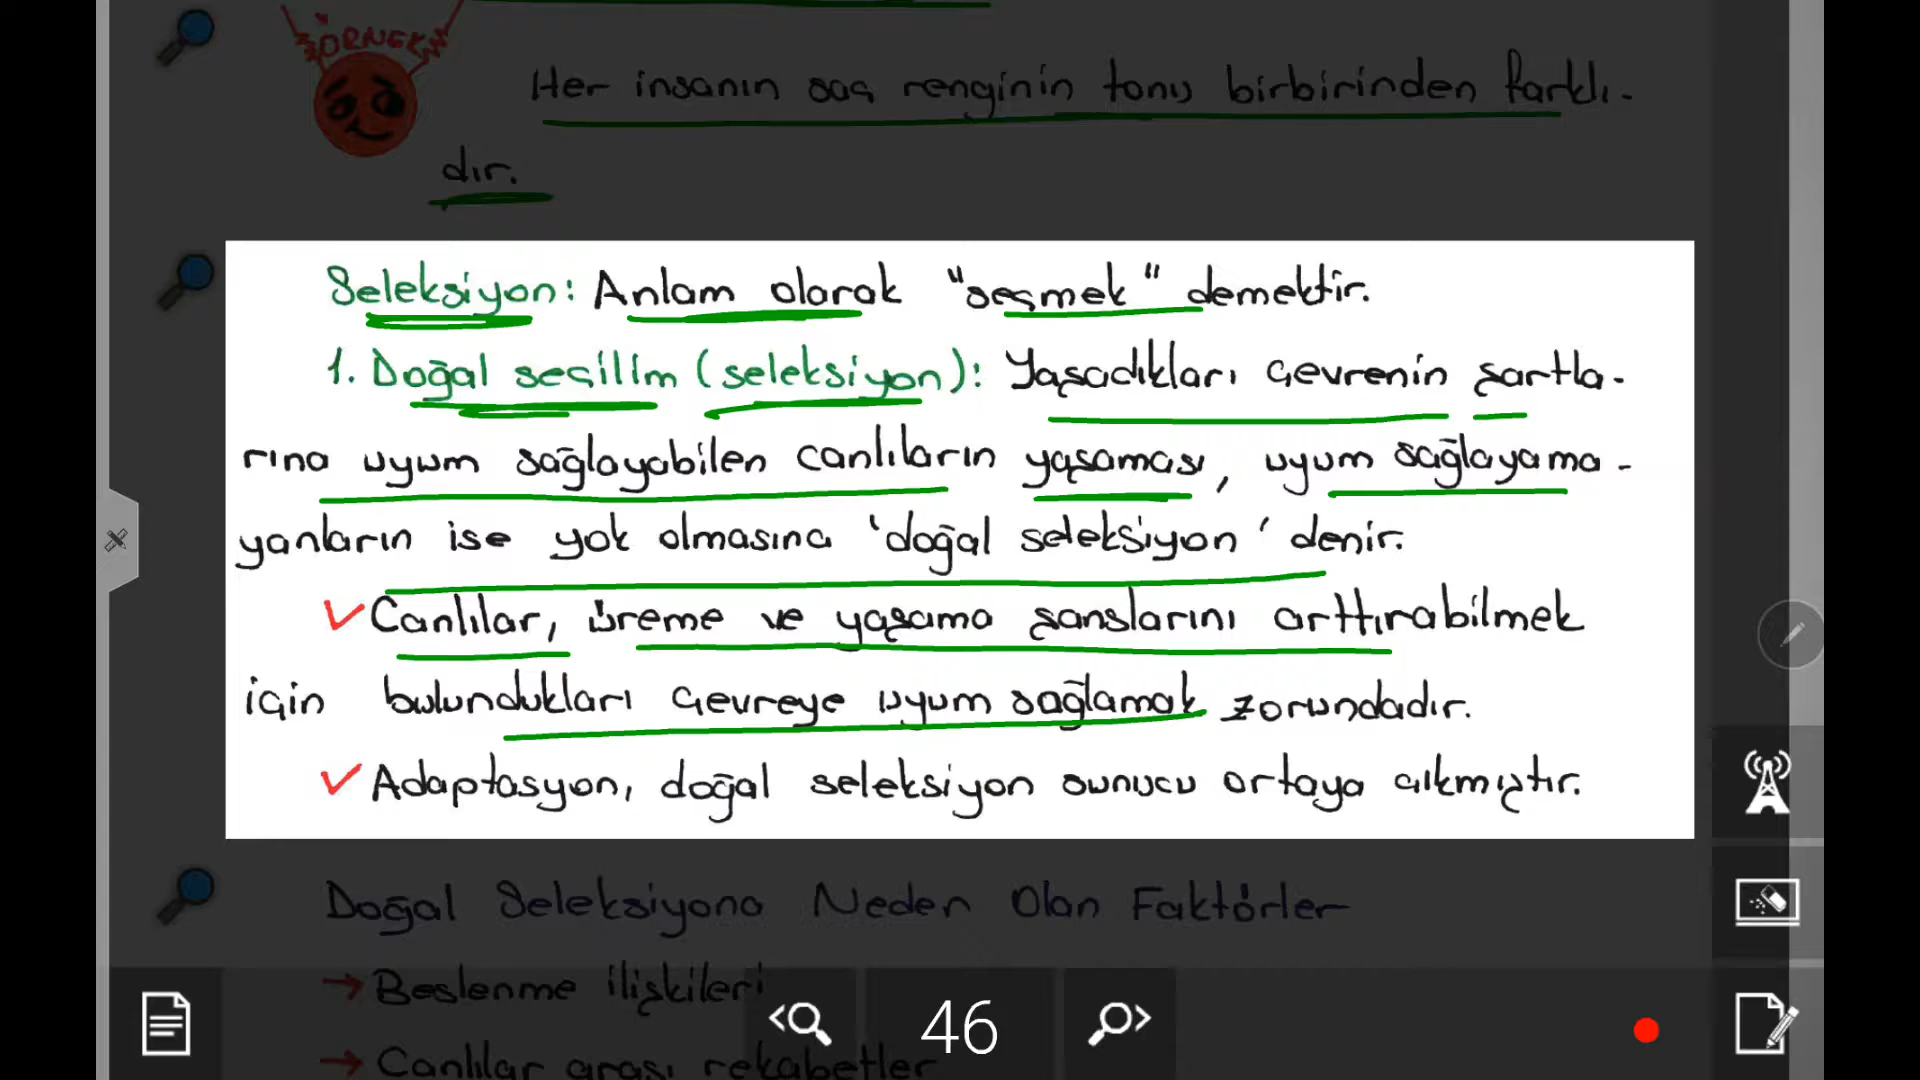 ÖRNEK
Her insanın saç renginin tonu birbirinden farklı-
dır.
Seleksiyon: Anlam olarak "seçmek" demektir.
1. Doğal seçilim (seleksiyon): Yaşadıkları çevrenin şartla-
rına uyum sağlayabilen canlıların yaşaması, uyum sağlayama-
yanların ise yok olmasına 'doğal seleksiyon' denir.
✓ Canlılar, üreme ve yaşama şanslarını arttırabilmek
için bulundukları çevreye uyum sağlamak zorundadır.
✓ Adaptasyon, doğal seleksiyon sunucu ortaya çıkmıştır.
Doğal Seleksiyona Neden Olan Faktörler
→ Beslenme ilişkileri
46
→ Canlılar arası rekabetler